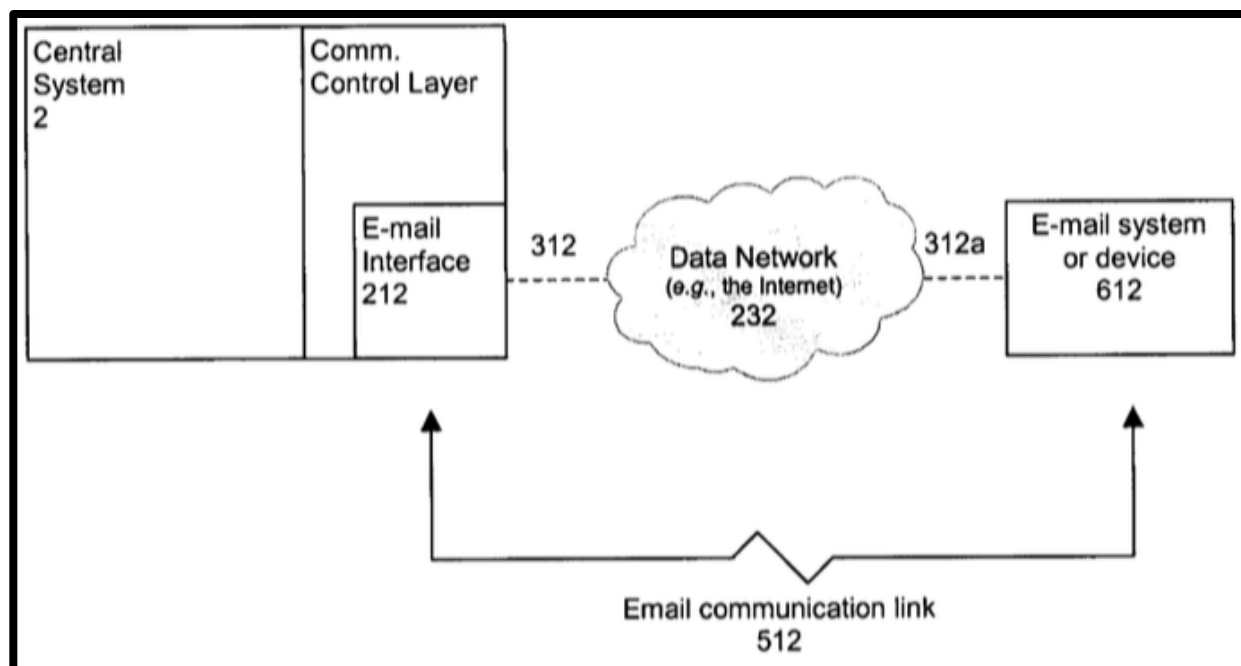 Central
System
2
Comm.
Control Layer
E-mail
Interface
212
312
Data Network
(e.g., the Internet)
232
312a
E-mail system
or device
612
Email communication link
512